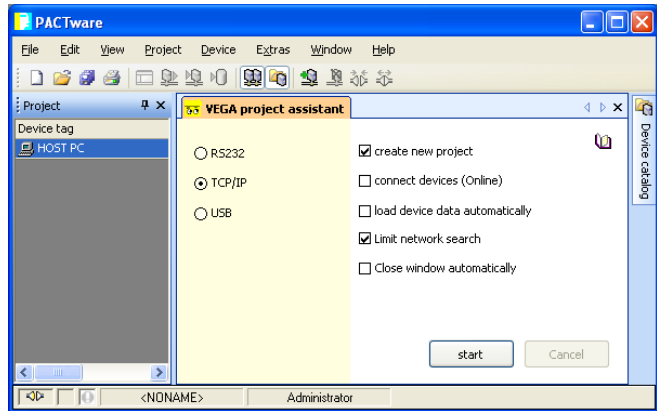 PACTware
File Edit View Project Device Extras Window Help
Project
VEGA project assistant
Device tag
HOST PC
RS232
TCP/IP
USB
create new project
connect devices (Online)
load device data automatically
Limit network search
Close window automatically
start
Cancel
Device catalog
<NONAME>
Administrator